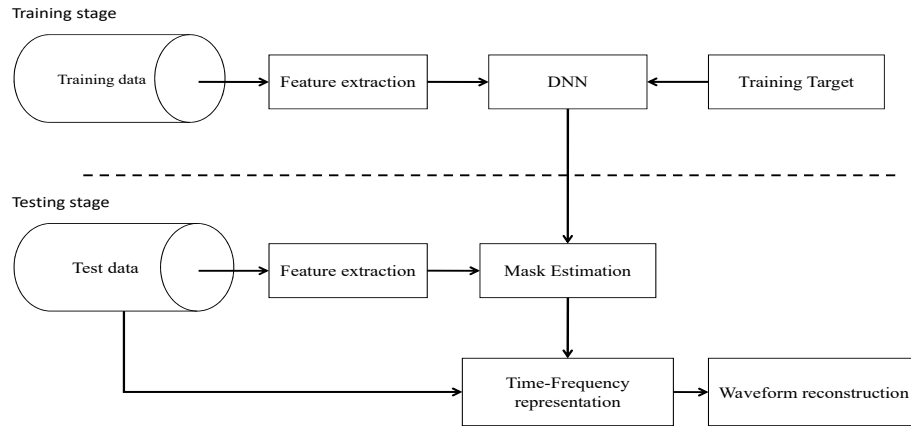 Training stage
Training data
Feature extraction
DNN
Training Target
Testing stage
Test data
Feature extraction
Mask Estimation
Time-Frequency
representation
Waveform reconstruction